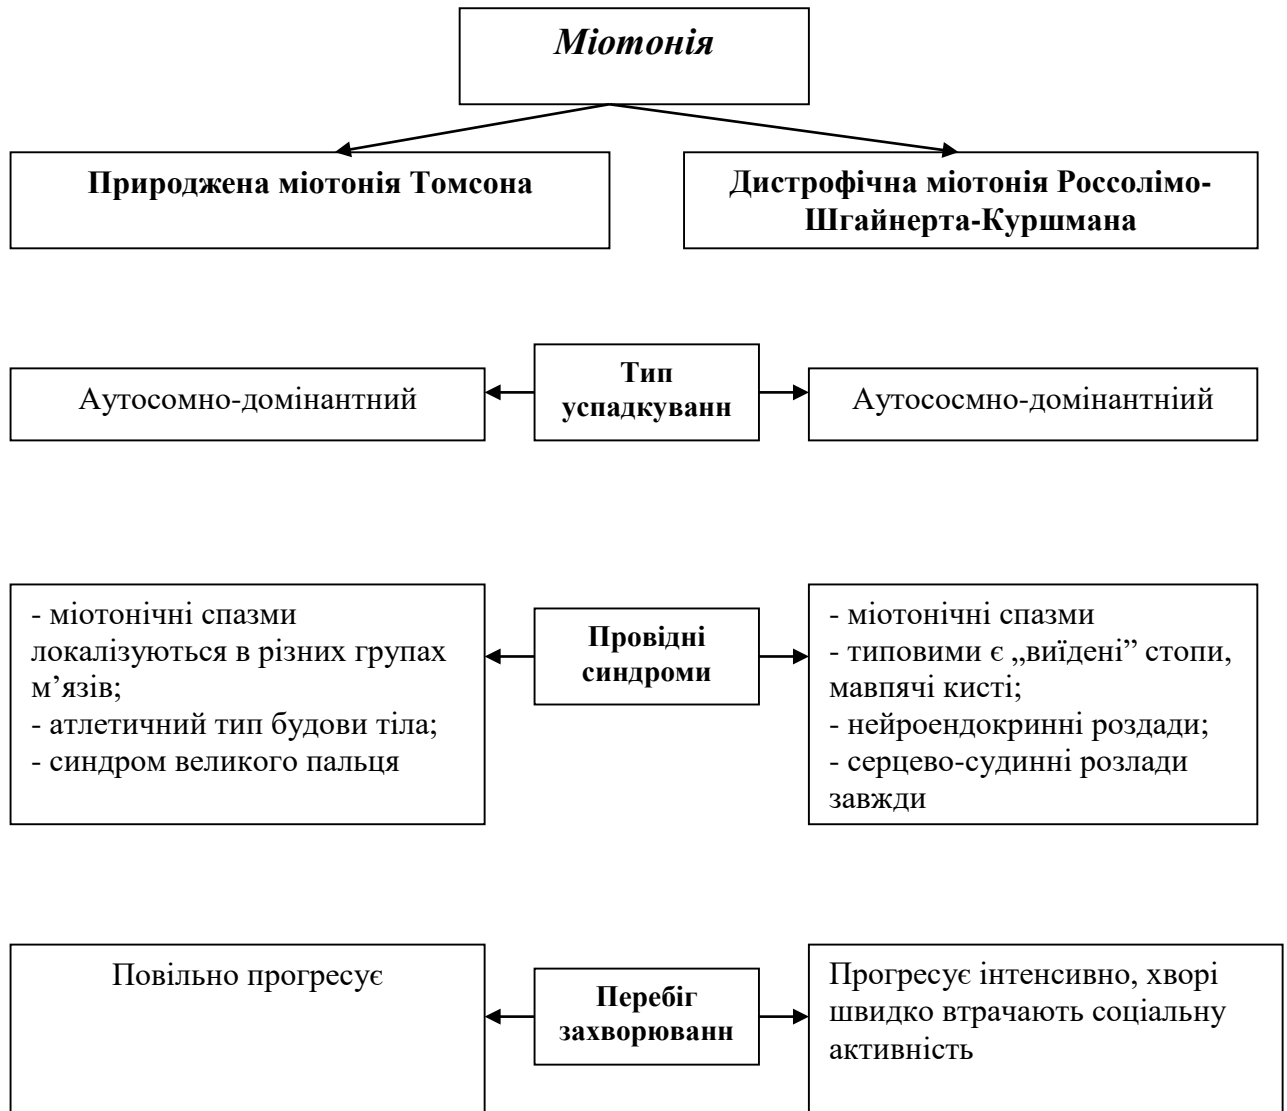 Міотонія
Природжена міотонія Томсона
Дистрофічна міотонія Россолімо-
Шгайнерта-Куршмана
Аутосомно-домінантний
Тип
успадкуванн
Аутососмно-домінантніий
- міотонічні спазми
локалізуються в різних групах
м’язів;
- атлетичний тип будови тіла;
- синдром великого пальця
Провідні
синдроми
- міотонічні спазми
- типовими є „виїдені” стопи,
мавпячі кисті;
- нейроендокринні роздади;
- серцево-судинні розлади
завжди
Повільно прогресує
Перебіг
захворюванн
Прогресує інтенсивно, хворі
швидко втрачають соціальну
активність